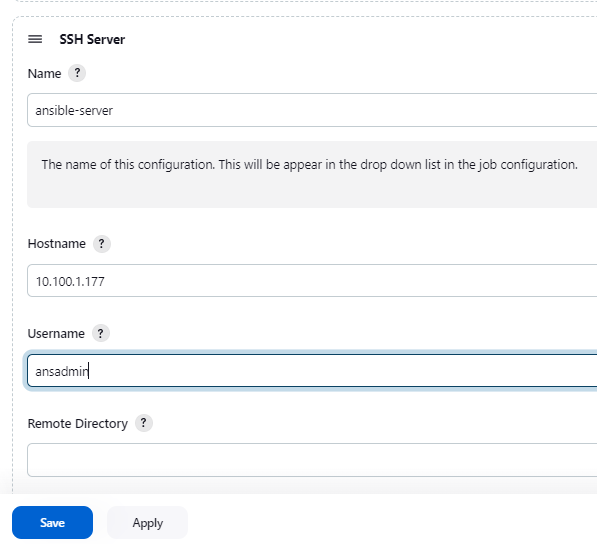 SSH Server
Name ?
ansible-server
The name of this configuration. This will be appear in the drop down list in the job configuration.
Hostname ?
10.100.1.177
Username ?
ansadmin
Remote Directory ?
Save Apply